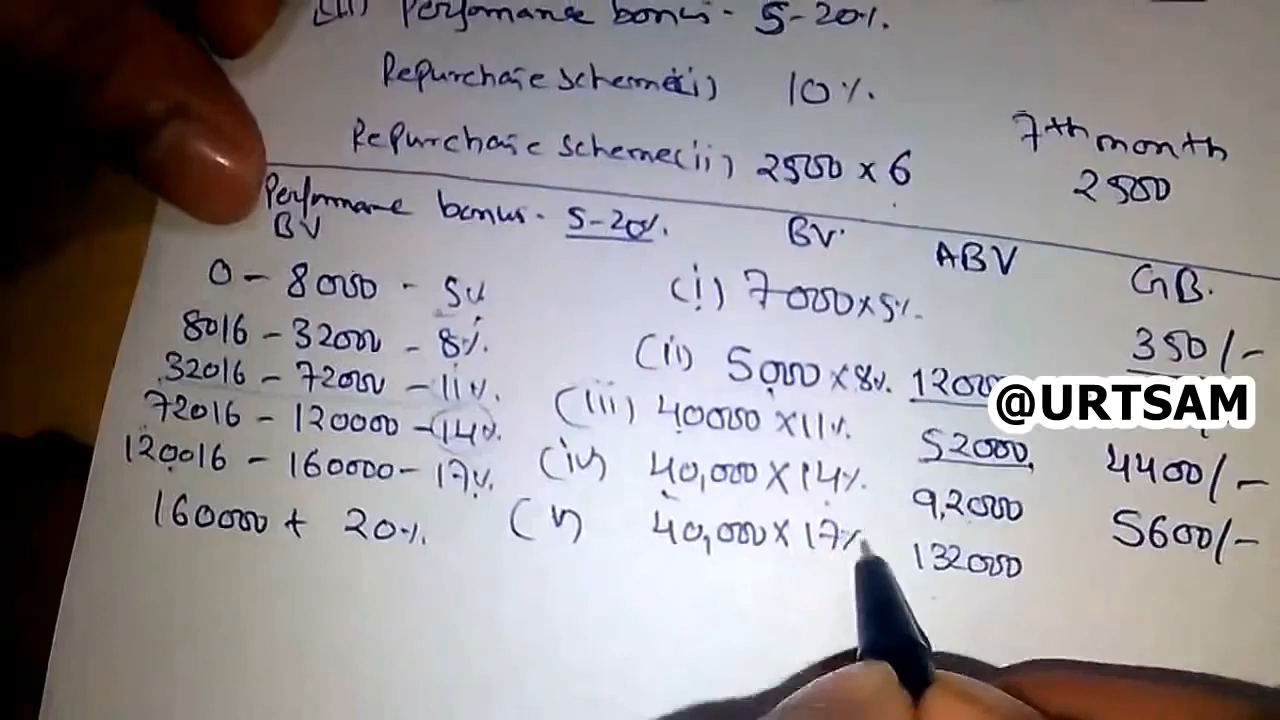 (ii) Performance bonus - 5-20%.
Repurchase scheme(i) 10%.
Repurchase scheme(ii) 2500 x 6
7th month
2500
Performance bonus - 5-20%.
BV
0 - 8000 - 5%
8016 - 32000 - 8%.
32016 - 72000 - 11%.
72016 - 120000 - 14%.
120016 - 160000 - 17%.
160000 + 20%.
BV ABV GB.
(i) 7000 x 5%. 350/-
(ii) 5000 x 8%. 12000
(iii) 40000 x 11%. 52000 4400/-
(iv) 40,000 x 14%. 92000 5600/-
(v) 40,000 x 17% 132000
@URTSAM